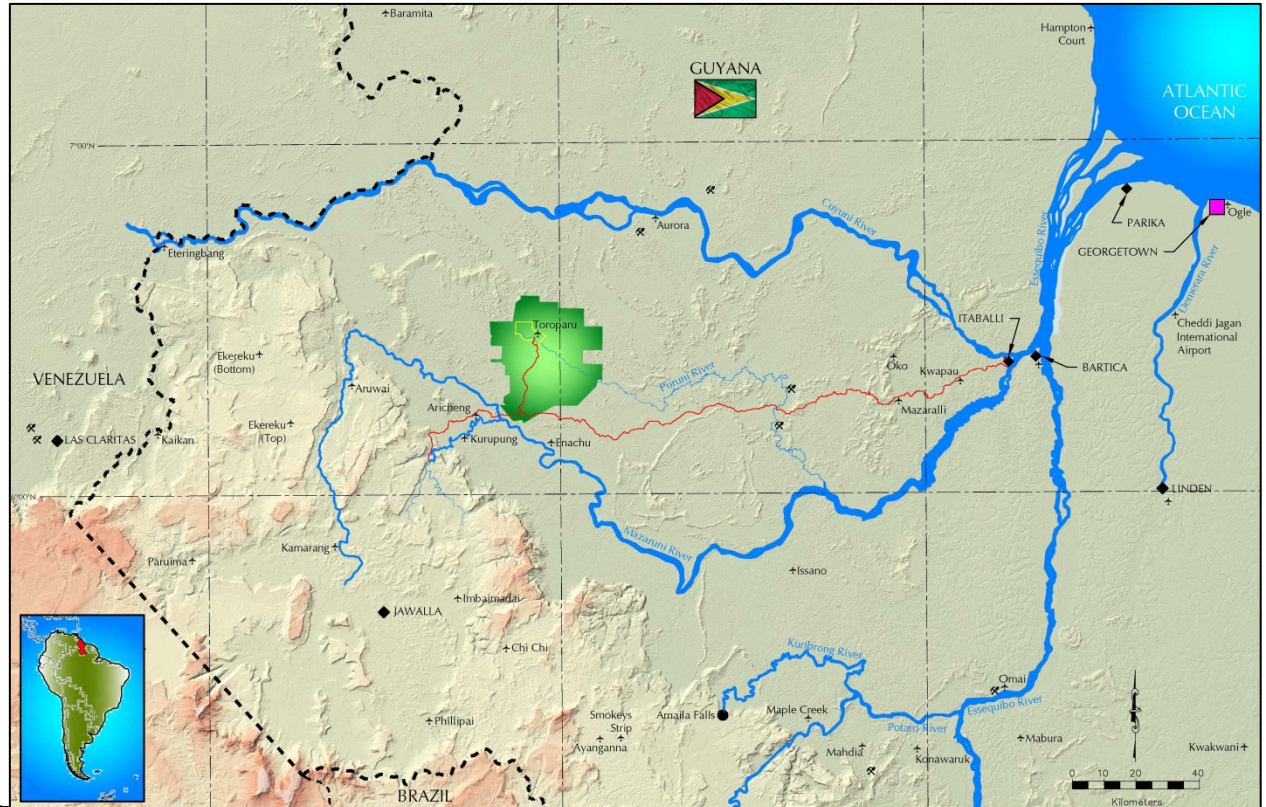 Baramita
Hampton
Court
GUYANA
ATLANTIC
OCEAN
7°00'N
Cuyuni River
Essequibo River
PARIKA
Ogle
GEORGETOWN
Aurora
Eteringbang
Demerara River
ITABALLI
Cheddi Jagan
International
Airport
Toroparu
Ekereku
(Bottom)
VENEZUELA
Puruni River
Oko
Kwapau
BARTICA
Aruwai
Mazaralli
Aricheng
Ekereku
(Top)
LAS CLARITAS
Kaikan
Kurupung
Enachu
LINDEN
Mazaruni River
Kamarang
Paruima
Issano
Imbaimadai
JAWALLA
Chi Chi
Kuribrong River
Omai
Phillipai
Smokeys
Strip
Amaila Falls
Maple Creek
Essequibo River
Potaro River
Ayanganna
Mahdia
Konawaruk
Mabura
Kwakwani
BRAZIL
0 20 40
Kilometers